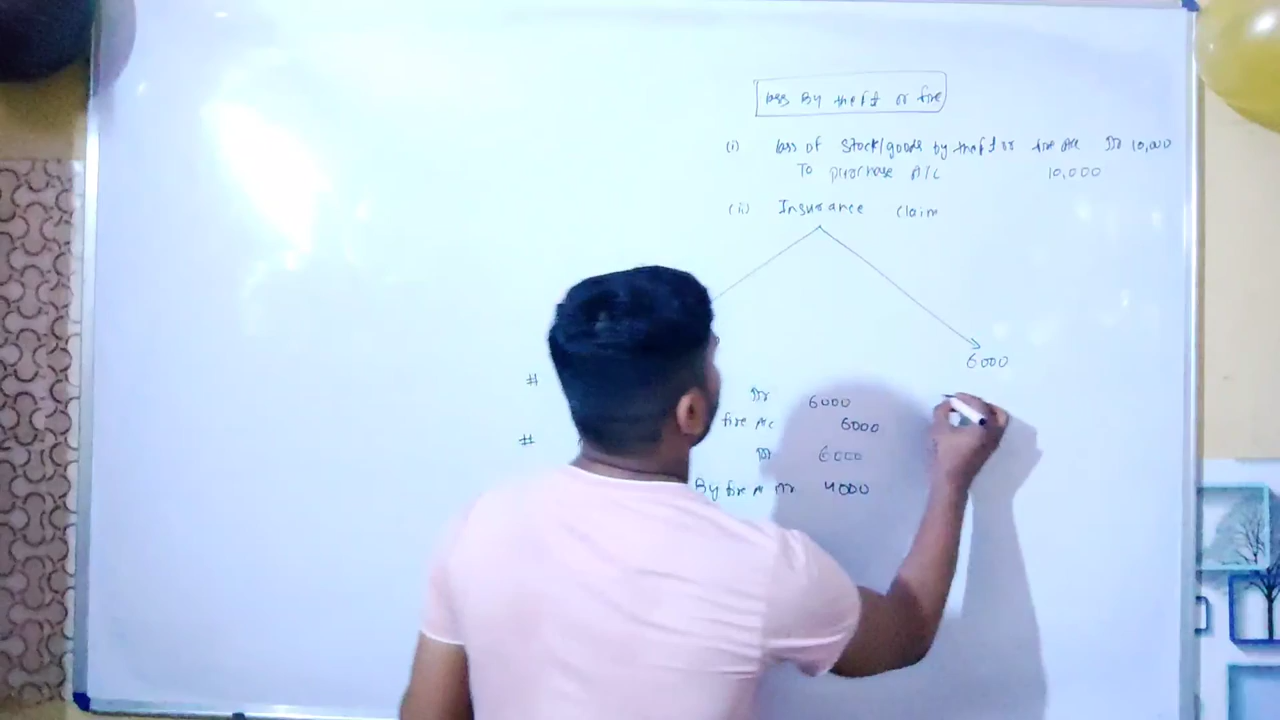 loss By theft or fire
(i) loss of stock/goods by theft or fire A/c Dr 10,000
To purchase A/c 10,000
(ii) Insurance claim
6000
# Dr 6000
fire A/c 6000
# Dr 6000
By fire A/c Dr 4000